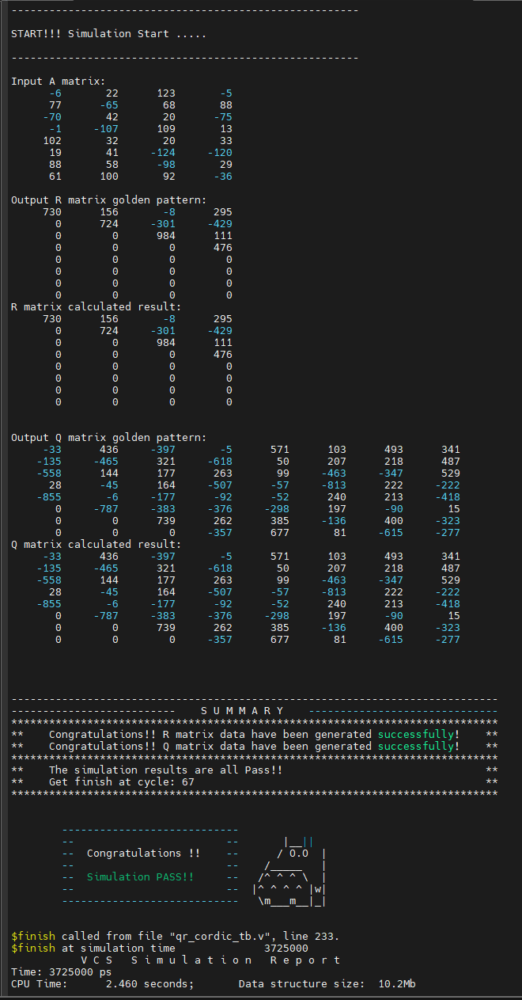 -------------------------------------------------------
START!!! Simulation Start .....
-------------------------------------------------------
Input A matrix:
      -6      22     123      -5
      77     -65      68      88
     -70      42      20     -75
      -1    -107     109      13
     102      32      20      33
      19      41    -124    -120
      88      58     -98      29
      61     100      92     -36
Output R matrix golden pattern:
     730     156      -8     295
       0     724    -301    -429
       0       0     984     111
       0       0       0     476
       0       0       0       0
       0       0       0       0
       0       0       0       0
       0       0       0       0
R matrix calculated result:
     730     156      -8     295
       0     724    -301    -429
       0       0     984     111
       0       0       0     476
       0       0       0       0
       0       0       0       0
       0       0       0       0
       0       0       0       0
Output Q matrix golden pattern:
     -33     436    -397      -5     571     103     493     341
    -135    -465     321    -618      50     207     218     487
    -558     144     177     263      99    -463    -347     529
      28     -45     164    -507     -57    -813     222    -222
    -855      -6    -177     -92     -52     240     213    -418
       0    -787    -383    -376    -298     197     -90      15
       0       0     739     262     385    -136     400    -323
       0       0       0    -357     677      81    -615    -277
Q matrix calculated result:
     -33     436    -397      -5     571     103     493     341
    -135    -465     321    -618      50     207     218     487
    -558     144     177     263      99    -463    -347     529
      28     -45     164    -507     -57    -813     222    -222
    -855      -6    -177     -92     -52     240     213    -418
       0    -787    -383    -376    -298     197     -90      15
       0       0     739     262     385    -136     400    -323
       0       0       0    -357     677      81    -615    -277
-----------------------------------------------------------------------------
--------------------------    S U M M A R Y    ------------------------------
*****************************************************************************
**    Congratulations!! R matrix data have been generated successfully!    **
**    Congratulations!! Q matrix data have been generated successfully!    **
*****************************************************************************
**    The simulation results are all Pass!!                                **
**    Get finish at cycle: 67                                              **
*****************************************************************************
        ----------------------------
        --                        --       |__||
        --  Congratulations !!    --      / O.O  |
        --                        --    /_____   |
        --  Simulation PASS!!     --   /^ ^ ^ \  |
        --                        --  |^ ^ ^ ^ |w|
        ----------------------------   \m___m__|_|
$finish called from file "qr_cordic_tb.v", line 233.
$finish at simulation time              3725000
           V C S   S i m u l a t i o n   R e p o r t
Time: 3725000 ps
CPU Time:      2.460 seconds;       Data structure size:  10.2Mb